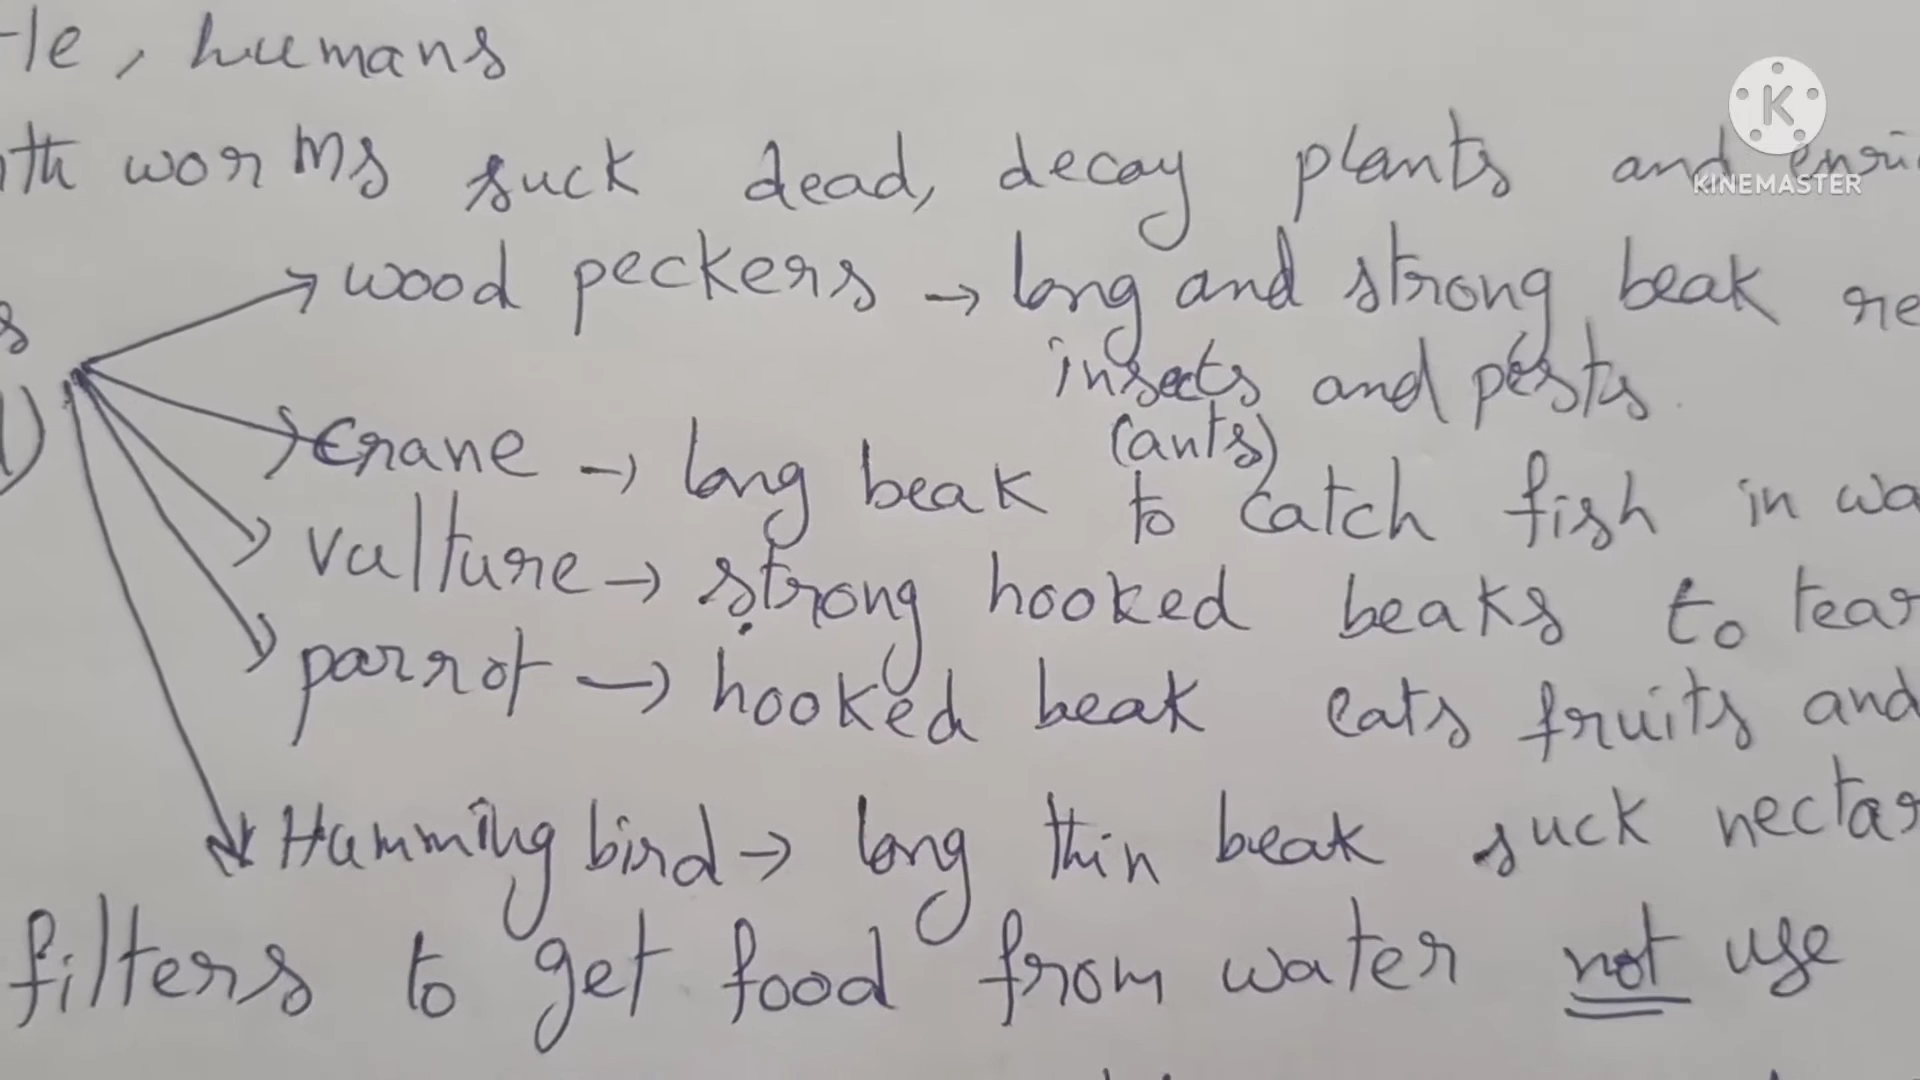 , humans
worms suck dead, decay plants and
wood peckers → long and strong beak
insects and pests
(ants)
Crane → long beak to catch fish in
vulture → strong hooked beaks to tear
parrot → hooked beak eats fruits and
Humming bird → long thin beak suck nectar
filters to get food from water not use
KINEMASTER